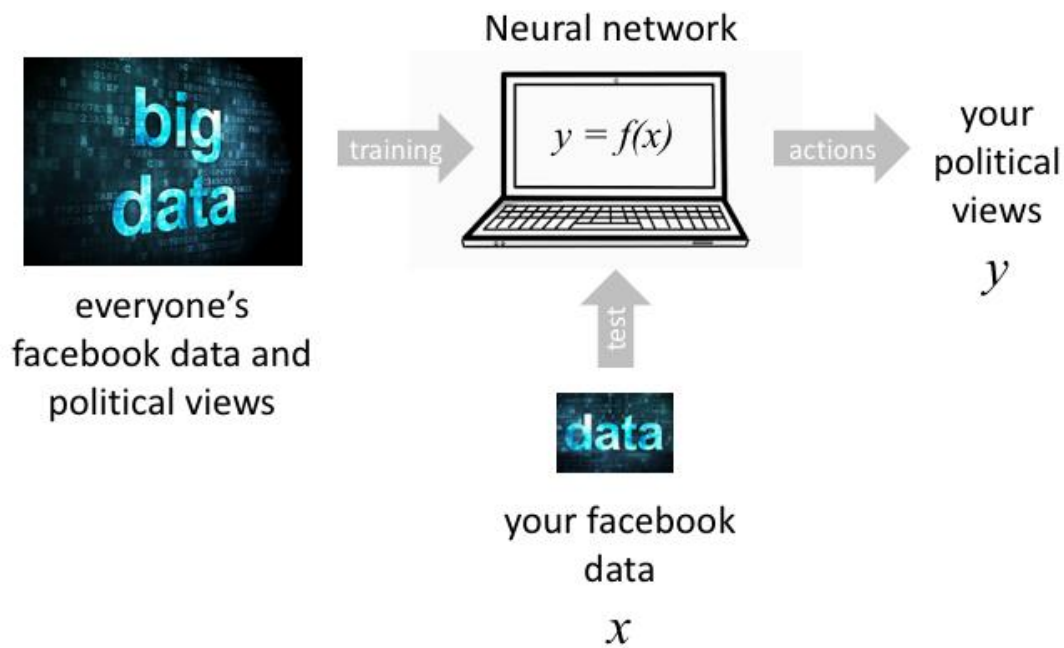 Neural network
big
data
training
y = f(x)
actions
your
political
views
y
everyone's
facebook data and
political views
test
data
your facebook
data
x